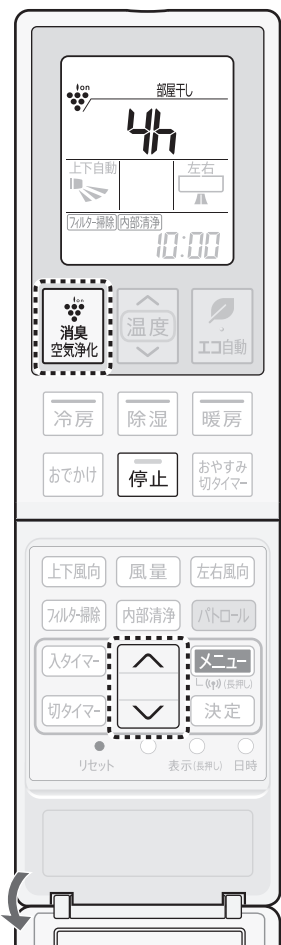 ion
部屋干し
4h
上下自動
左右
フィルター掃除 内部清浄
10:00
ion
消臭
空気浄化
温度
エコ自動
冷房
除湿
暖房
おでかけ
停止
おやすみ
切タイマー
上下風向
風量
左右風向
フィルター掃除
内部清浄
パトロール
入タイマー
メニュー
(長押し)
切タイマー
決定
リセット
表示(長押し)
日時